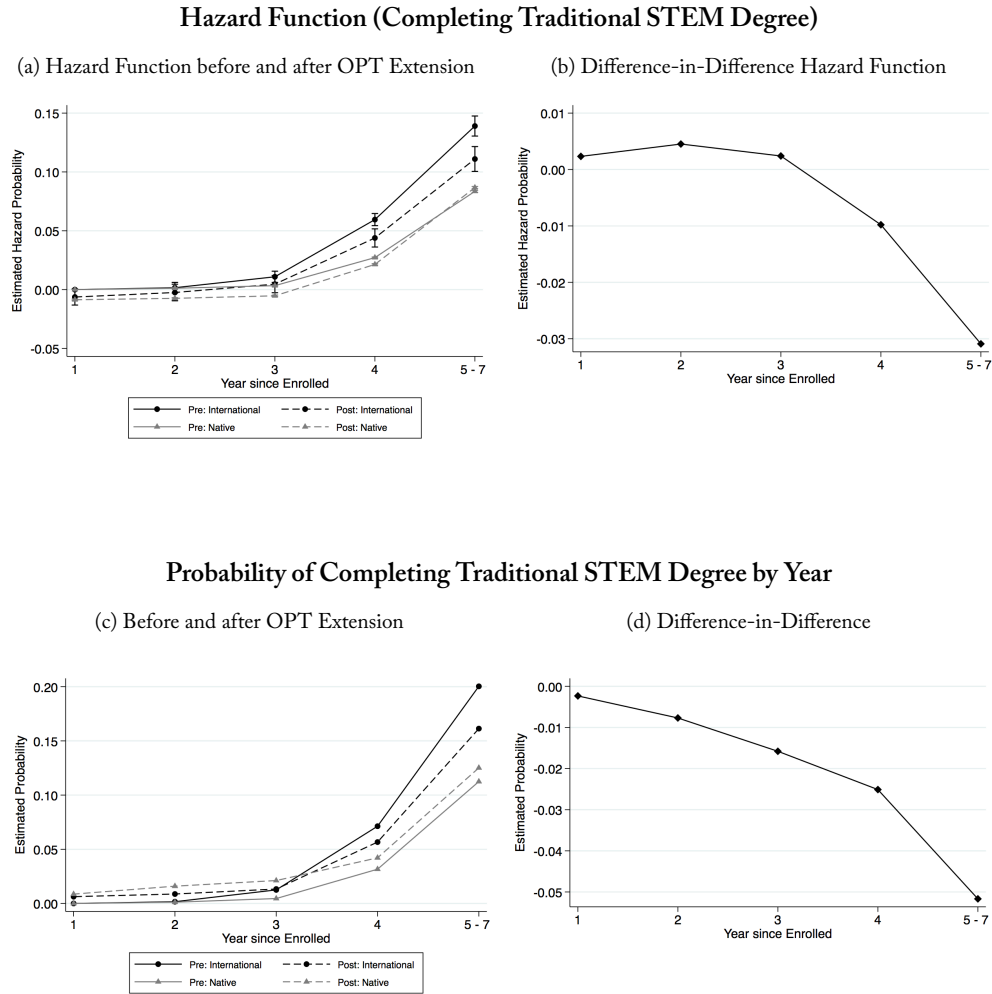 Hazard Function (Completing Traditional STEM Degree)
(a) Hazard Function before and after OPT Extension
0.15
0.10
0.05
0.00
-0.05
Estimated Hazard Probability
1 2 3 4 5 - 7
Year since Enrolled
Pre: International Post: International
Pre: Native Post: Native
(b) Difference-in-Difference Hazard Function
0.01
0.00
-0.01
-0.02
-0.03
Estimated Hazard Probability
1 2 3 4 5 - 7
Year since Enrolled
Probability of Completing Traditional STEM Degree by Year
(c) Before and after OPT Extension
0.20
0.15
0.10
0.05
0.00
Estimated Probability
1 2 3 4 5 - 7
Year since Enrolled
Pre: International Post: International
Pre: Native Post: Native
(d) Difference-in-Difference
0.00
-0.01
-0.02
-0.03
-0.04
-0.05
Estimated Probability
1 2 3 4 5 - 7
Year since Enrolled